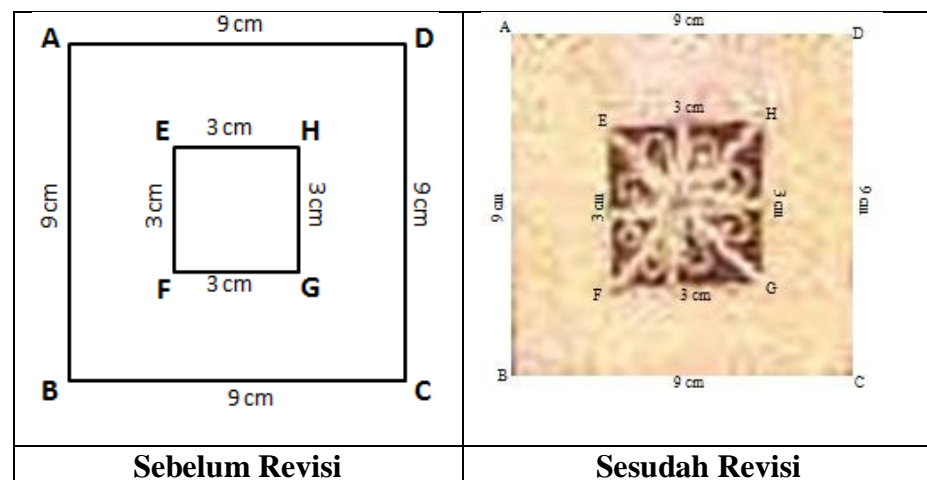 9 cm
A D
E 3 cm H
9 cm 3 cm 3 cm 9 cm
F 3 cm G
B C
9 cm
Sebelum Revisi
9 cm
A D
E 3 cm H
9 cm 3 cm 3 cm 9 cm
F 3 cm G
B 9 cm C
Sesudah Revisi